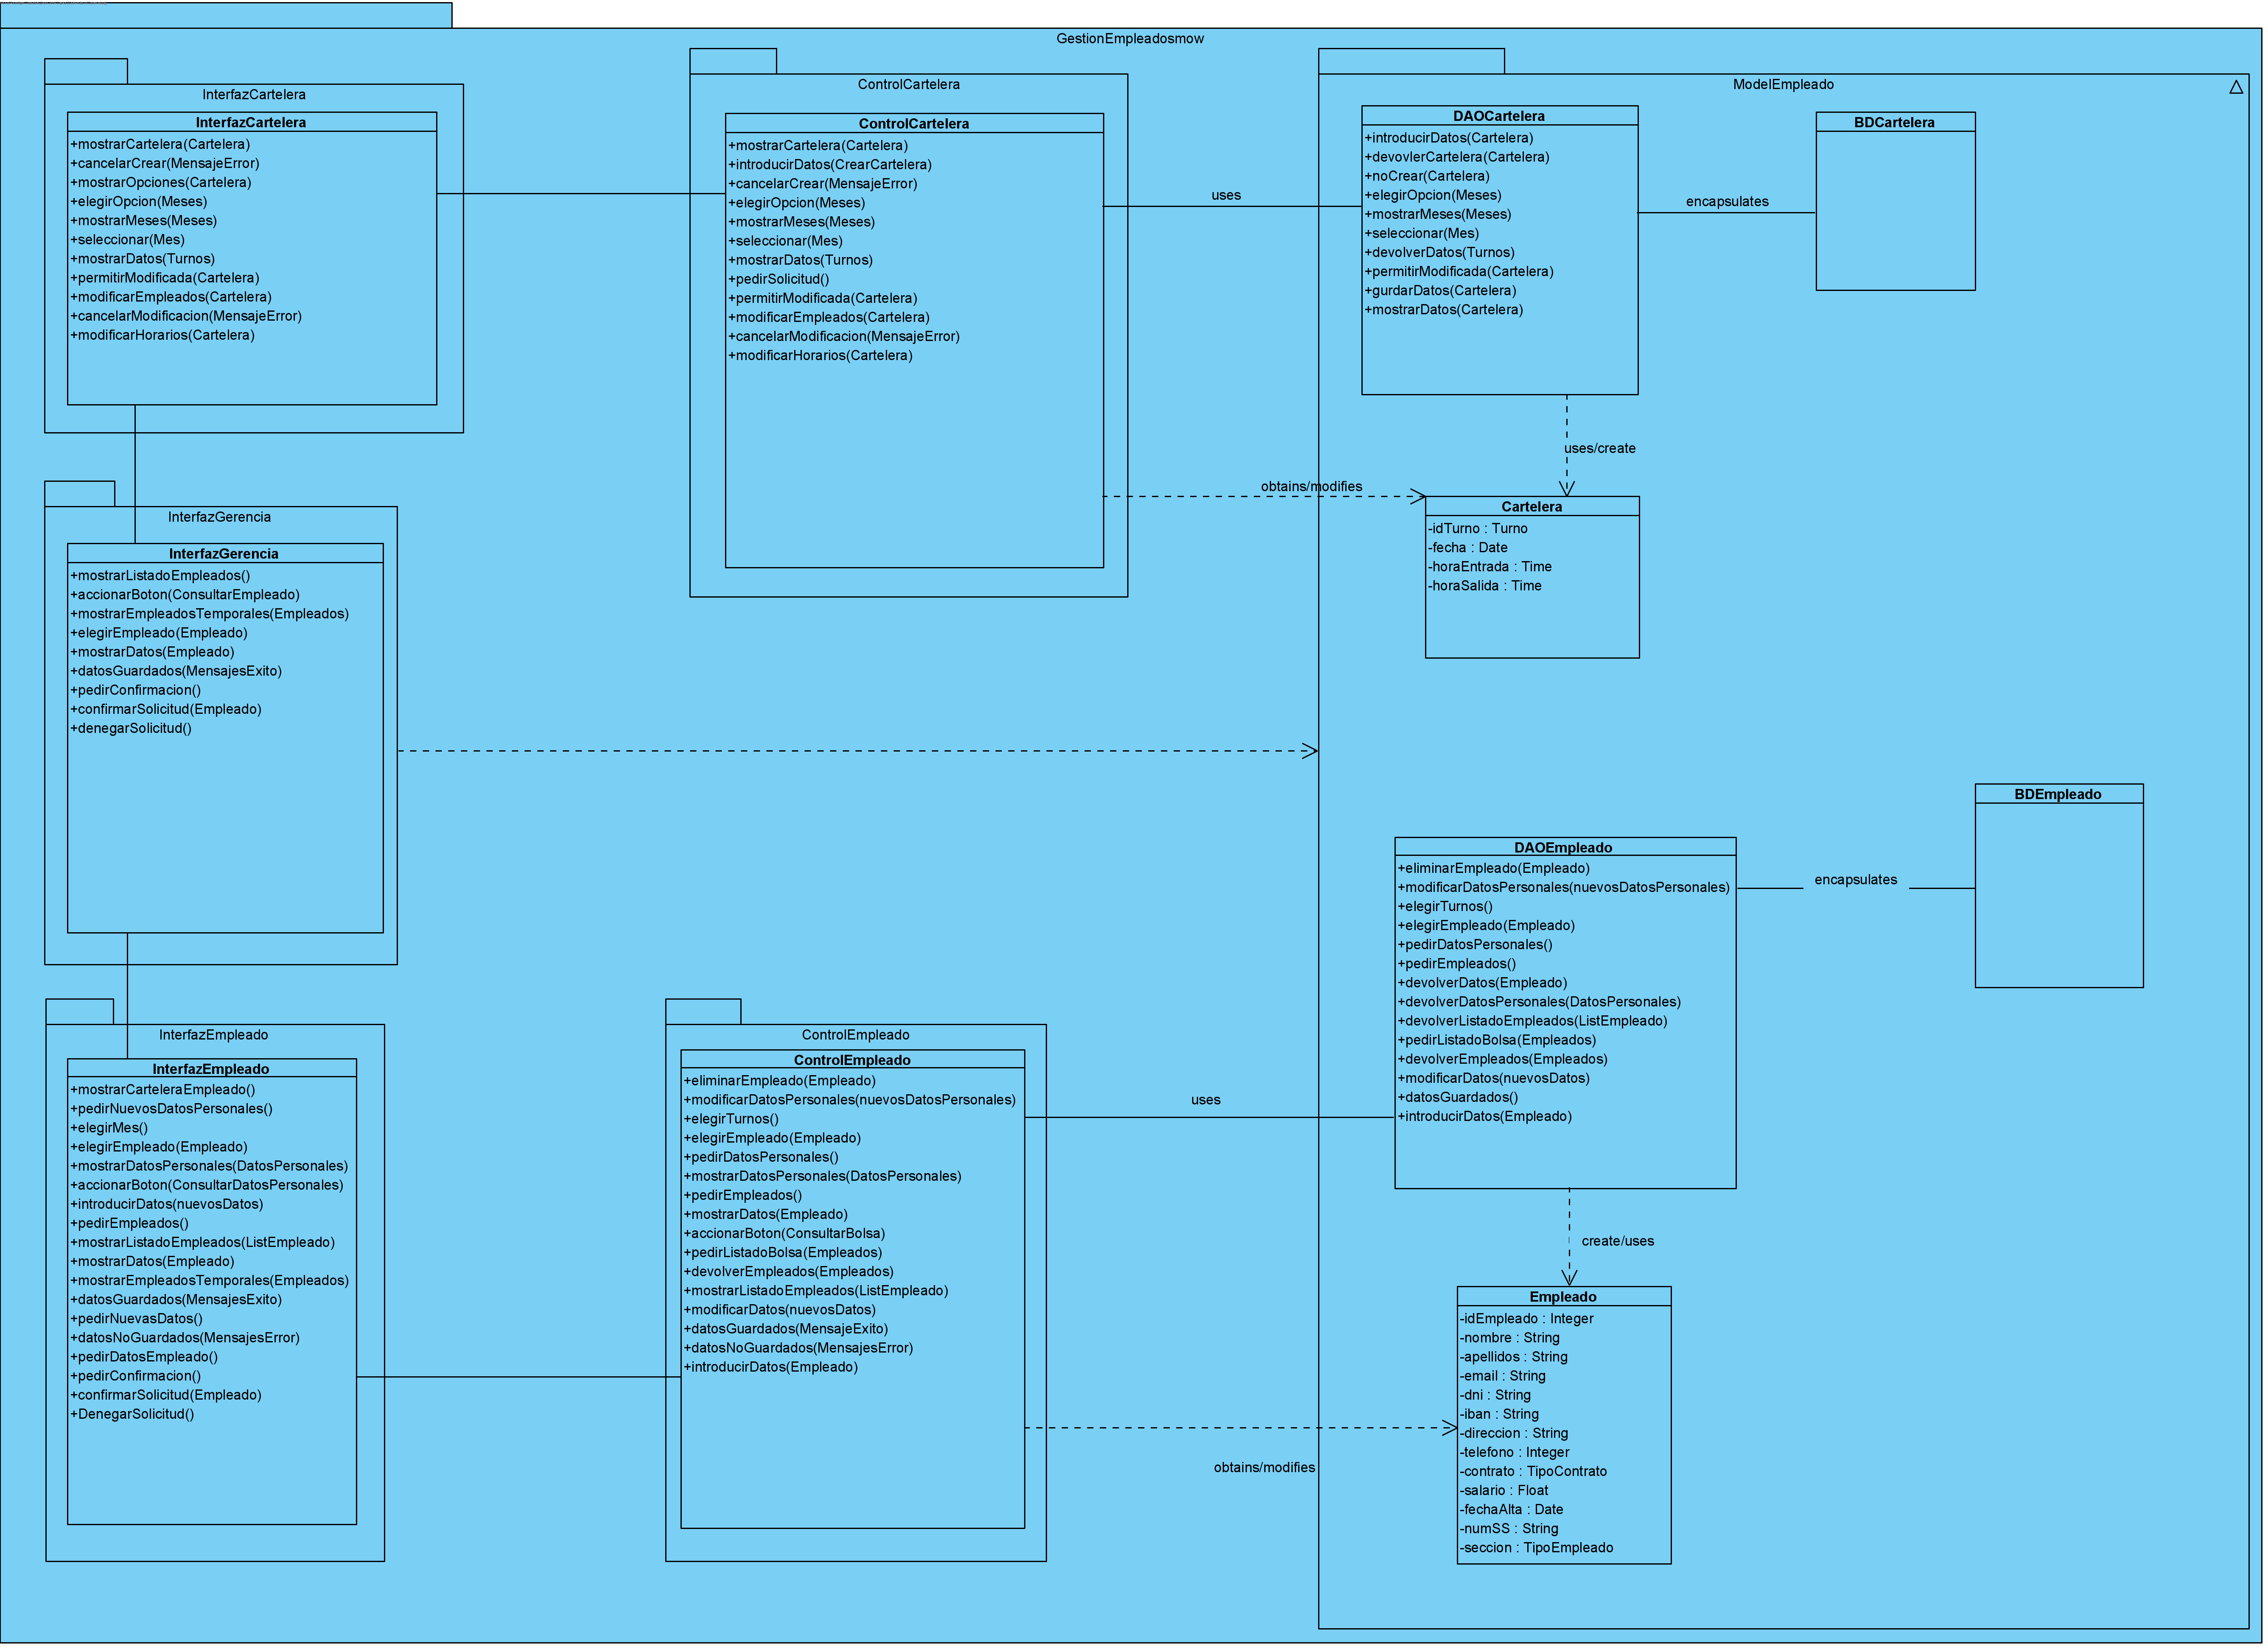 GestionEmpleadosmow
InterfazCartelera
InterfazCartelera
+mostrarCartelera(Cartelera)
+cancelarCrear(MensajeError)
+mostrarOpciones(Cartelera)
+elegirOpcion(Meses)
+mostrarMeses(Meses)
+seleccionar(Mes)
+mostrarDatos(Turnos)
+permitirModificada(Cartelera)
+modificarEmpleados(Cartelera)
+cancelarModificacion(MensajeError)
+modificarHorarios(Cartelera)
ControlCartelera
ControlCartelera
+mostrarCartelera(Cartelera)
+introducirDatos(CrearCartelera)
+cancelarCrear(MensajeError)
+elegirOpcion(Meses)
+mostrarMeses(Meses)
+seleccionar(Mes)
+mostrarDatos(Turnos)
+pedirSolicitud()
+permitirModificada(Cartelera)
+modificarEmpleados(Cartelera)
+cancelarModificacion(MensajeError)
+modificarHorarios(Cartelera)
uses
obtains/modifies
ModelEmpleado
DAOCartelera
+introducirDatos(Cartelera)
+devovlerCartelera(Cartelera)
+noCrear(Cartelera)
+elegirOpcion(Meses)
+mostrarMeses(Meses)
+seleccionar(Mes)
+devolverDatos(Turnos)
+permitirModificada(Cartelera)
+gurdarDatos(Cartelera)
+mostrarDatos(Cartelera)
encapsulates
BDCartelera
uses/create
Cartelera
-idTurno : Turno
-fecha : Date
-horaEntrada : Time
-horaSalida : Time
InterfazGerencia
InterfazGerencia
+mostrarListadoEmpleados()
+accionarBoton(ConsultarEmpleado)
+mostrarEmpleadosTemporales(Empleados)
+elegirEmpleado(Empleado)
+mostrarDatos(Empleado)
+datosGuardados(MensajesExito)
+pedirConfirmacion()
+confirmarSolicitud(Empleado)
+denegarSolicitud()
BDEmpleado
DAOEmpleado
+eliminarEmpleado(Empleado)
+modificarDatosPersonales(nuevosDatosPersonales)
+elegirTurnos()
+elegirEmpleado(Empleado)
+pedirDatosPersonales()
+pedirEmpleados()
+devolverDatos(Empleado)
+devolverDatosPersonales(DatosPersonales)
+devolverListadoEmpleados(ListEmpleado)
+pedirListadoBolsa(Empleados)
+devolverEmpleados(Empleados)
+modificarDatos(nuevosDatos)
+datosGuardados()
+introducirDatos(Empleado)
encapsulates
InterfazEmpleado
InterfazEmpleado
+mostrarCarteleraEmpleado()
+pedirNuevosDatosPersonales()
+elegirMes()
+elegirEmpleado(Empleado)
+mostrarDatosPersonales(DatosPersonales)
+accionarBoton(ConsultarDatosPersonales)
+introducirDatos(nuevosDatos)
+pedirEmpleados()
+mostrarListadoEmpleados(ListEmpleado)
+mostrarDatos(Empleado)
+mostrarEmpleadosTemporales(Empleados)
+datosGuardados(MensajesExito)
+pedirNuevasDatos()
+datosNoGuardados(MensajesError)
+pedirDatosEmpleado()
+pedirConfirmacion()
+confirmarSolicitud(Empleado)
+DenegarSolicitud()
ControlEmpleado
ControlEmpleado
+eliminarEmpleado(Empleado)
+modificarDatosPersonales(nuevosDatosPersonales)
+elegirTurnos()
+elegirEmpleado(Empleado)
+pedirDatosPersonales()
+mostrarDatosPersonales(DatosPersonales)
+pedirEmpleados()
+mostrarDatos(Empleado)
+accionarBoton(ConsultarBolsa)
+pedirListadoBolsa(Empleados)
+devolverEmpleados(Empleados)
+mostrarListadoEmpleados(ListEmpleado)
+modificarDatos(nuevosDatos)
+datosGuardados(MensajeExito)
+datosNoGuardados(MensajesError)
+introducirDatos(Empleado)
uses
obtains/modifies
create/uses
Empleado
-idEmpleado : Integer
-nombre : String
-apellidos : String
-email : String
-dni : String
-iban : String
-direccion : String
-telefono : Integer
-contrato : TipoContrato
-salario : Float
-fechaAlta : Date
-numSS : String
-seccion : TipoEmpleado